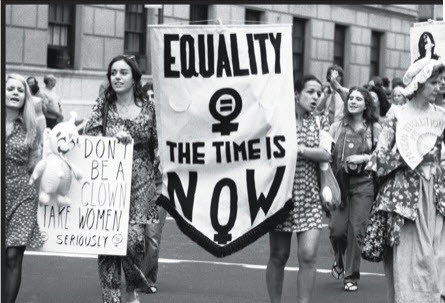 EQUALITY
THE TIME IS
NOW
DON'T
BE A
CLOWN
TAKE WOMEN
SERIOUSLY